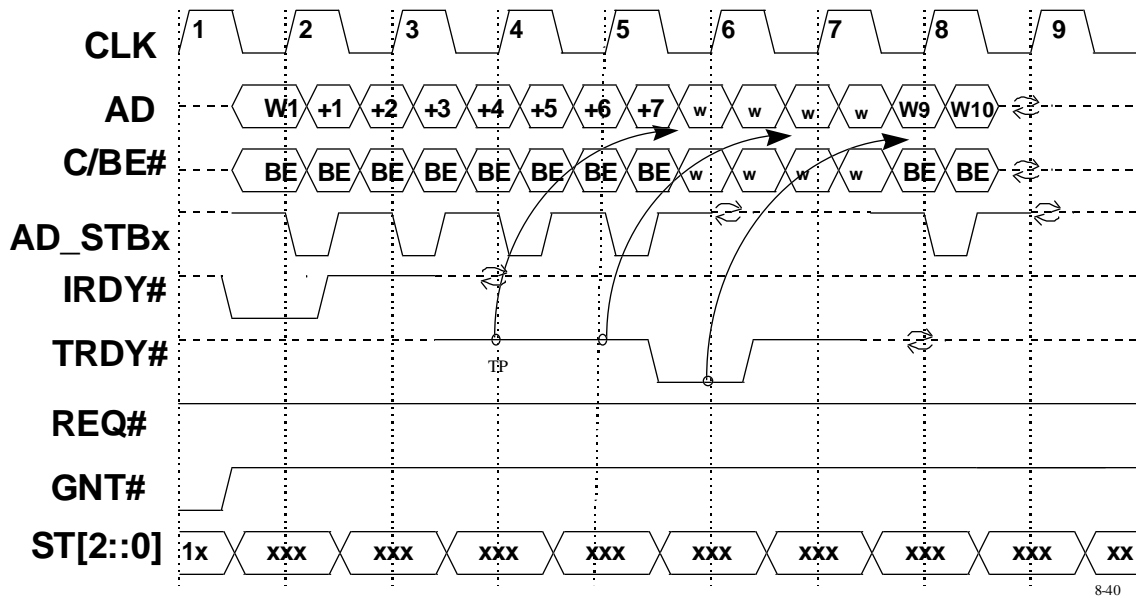 CLK 1 2 3 4 5 6 7 8 9
AD W1 +1 +2 +3 +4 +5 +6 +7 w w w w W9 W10
C/BE# BE BE BE BE BE BE BE BE w w w w BE BE
AD_STBx
IRDY#
TRDY#
TP
REQ#
GNT#
ST[2::0] 1x xxx xxx xxx xxx xxx xxx xxx xxx xx
8-40